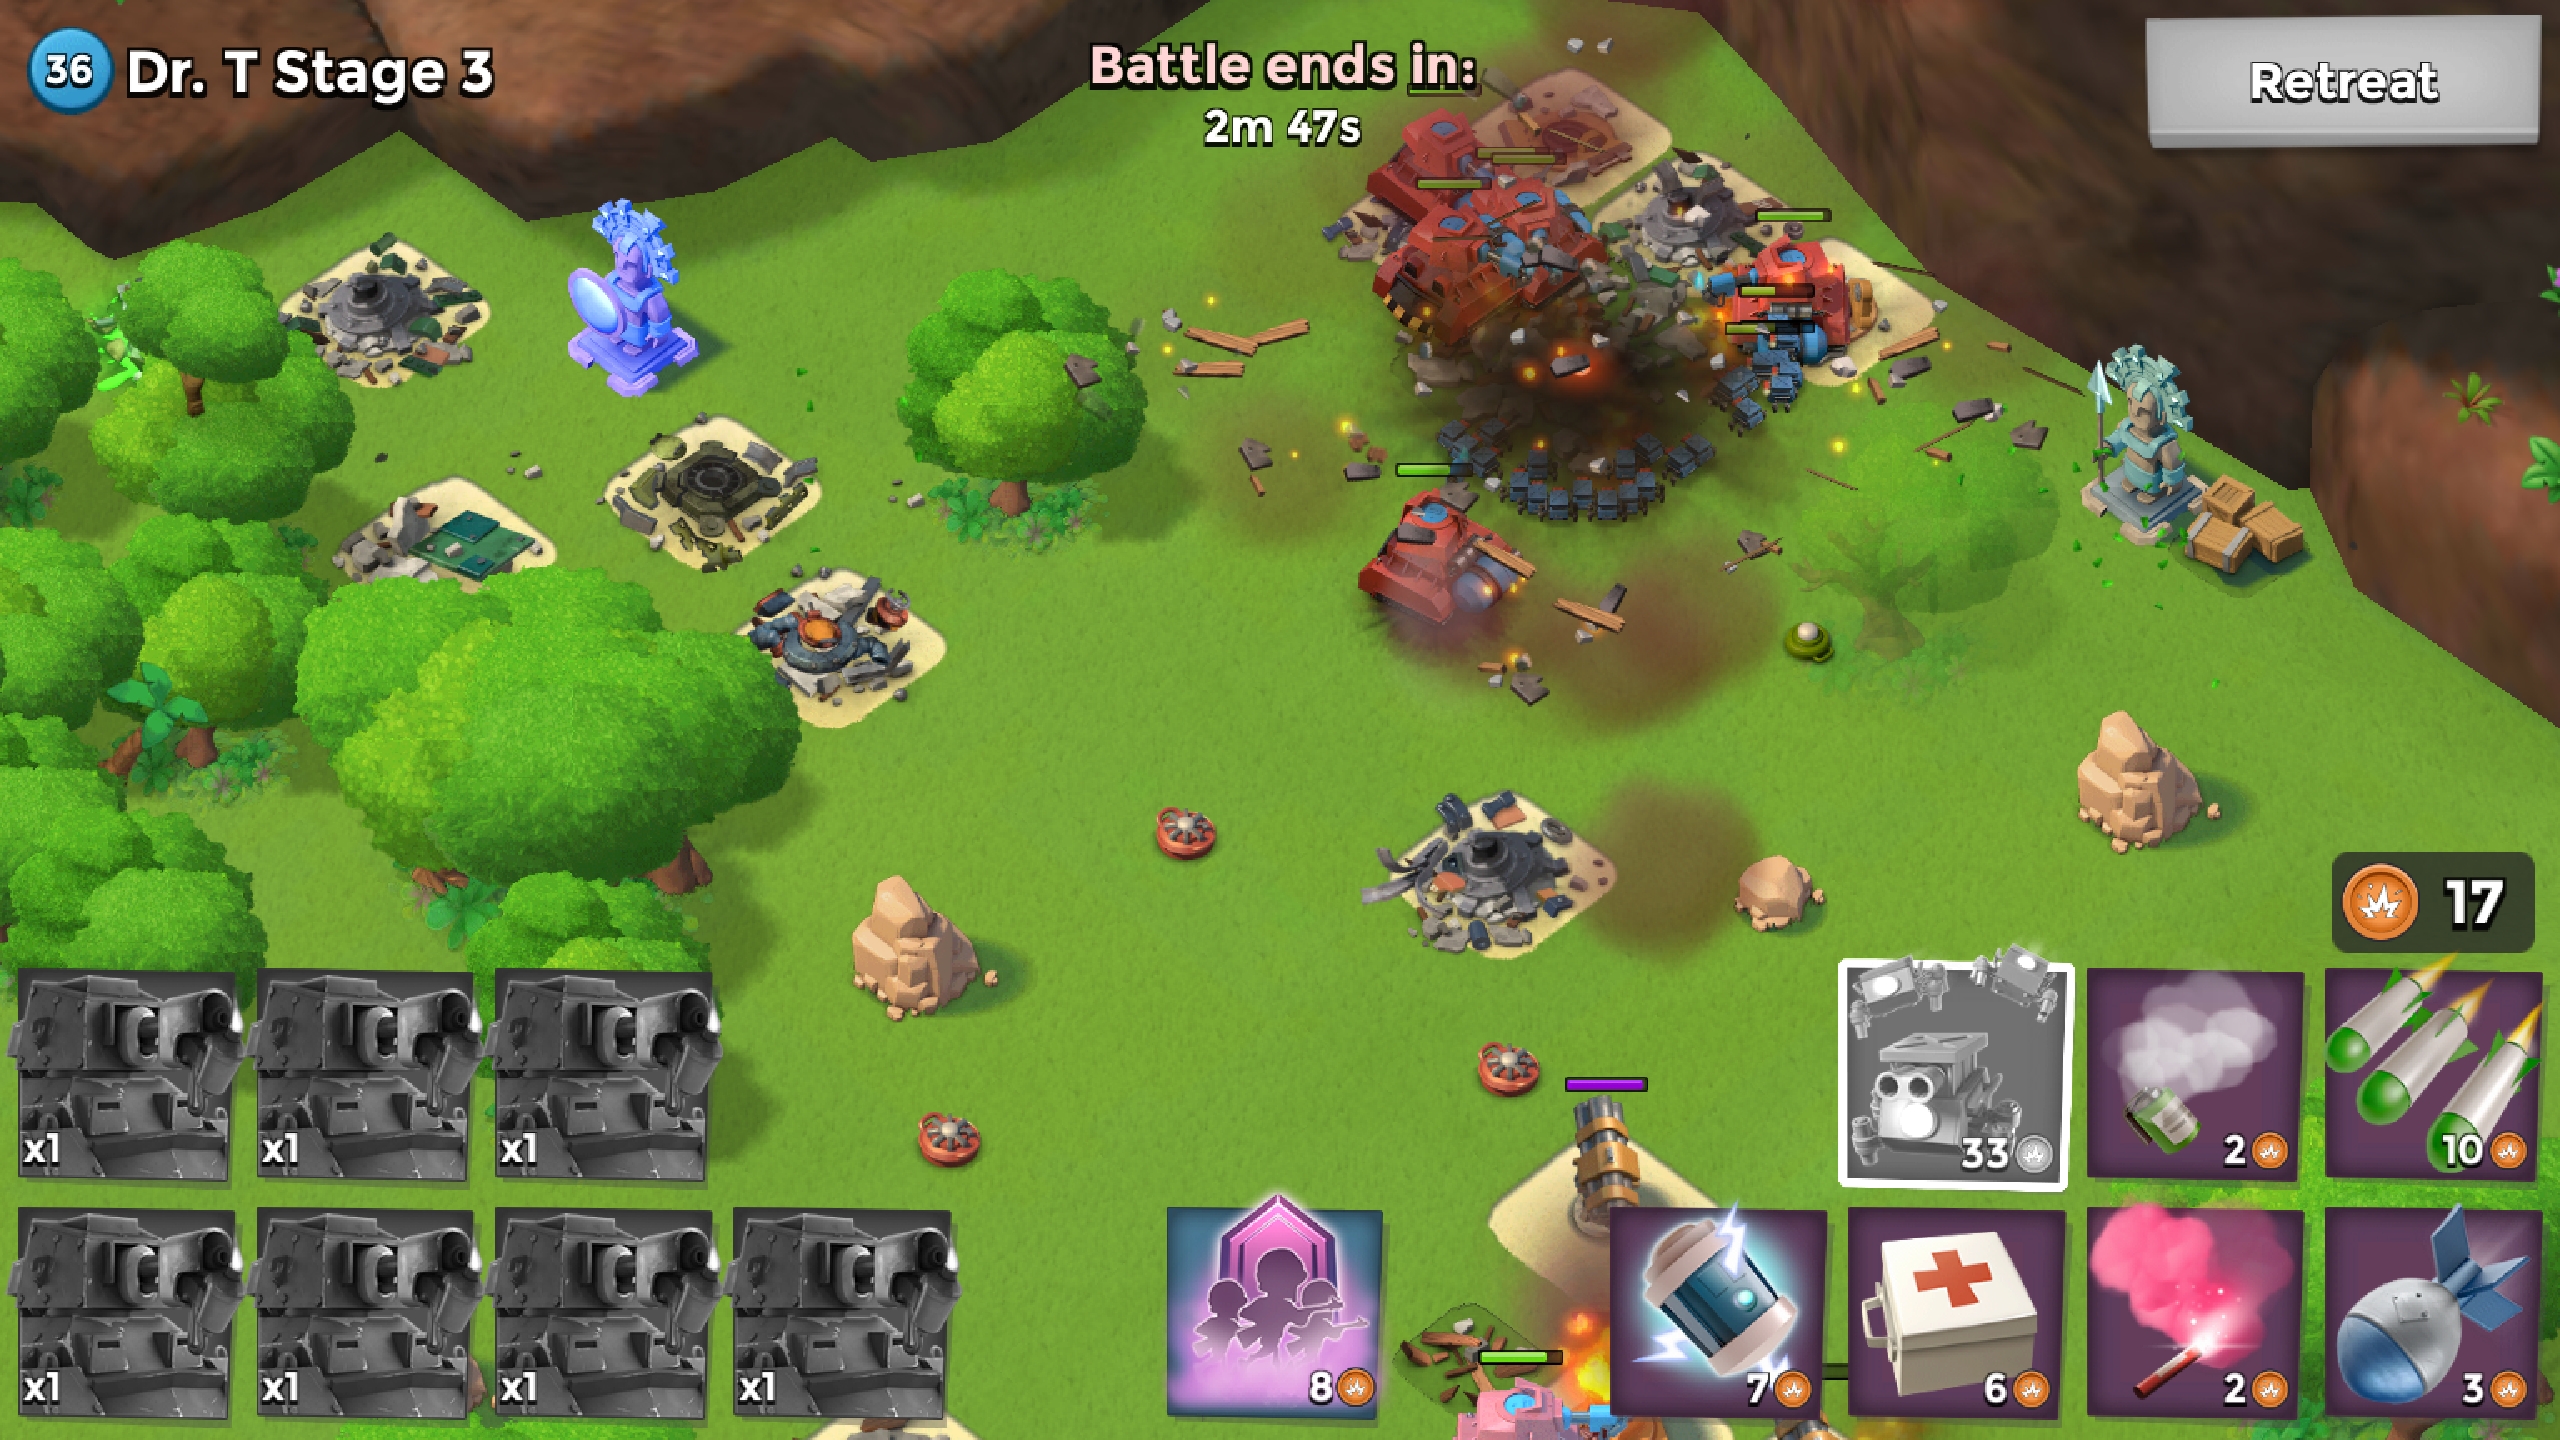 36 Dr. T Stage 3
Battle ends in:
2m 47s
Retreat
17
x1 x1 x1
33 2 10
x1 x1 x1 x1
8 7 6 2 3